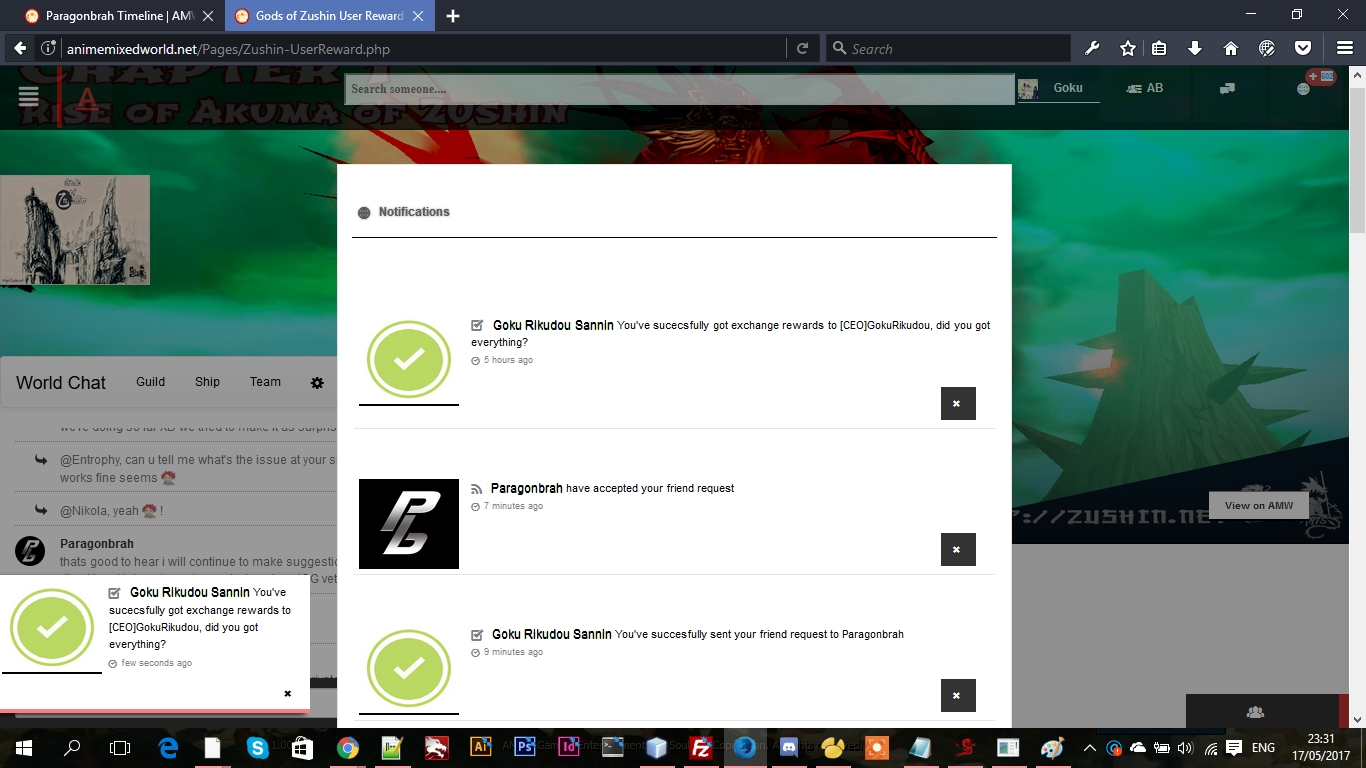 Paragonbrah Timeline | AMW
Gods of Zushin User Reward
animemixedworld.net/Pages/Zushin-UserReward.php
Search
CHAPTER
RISE OF AKUMA OF ZUSHIN
A
Search someone....
Goku
AB
602
Notifications
Goku Rikudou Sannin You've sucecsfully got exchange rewards to [CEO]GokuRikudou, did you got
everything?
5 hours ago
Paragonbrah have accepted your friend request
7 minutes ago
Goku Rikudou Sannin You've succesfully sent your friend request to Paragonbrah
9 minutes ago
World Chat
Guild
Ship
Team
we're doing so far XD we tried to make it as surpris
@Entrophy, can u tell me what's the issue at your s
works fine seems
@Nikola, yeah !
Paragonbrah
thats good to hear i will continue to make suggestic
Goku Rikudou Sannin You've
sucecsfully got exchange rewards to
[CEO]GokuRikudou, did you got
everything?
few seconds ago
View on AMW
://ZUSHIN.NE
ENG
23:31
17/05/2017